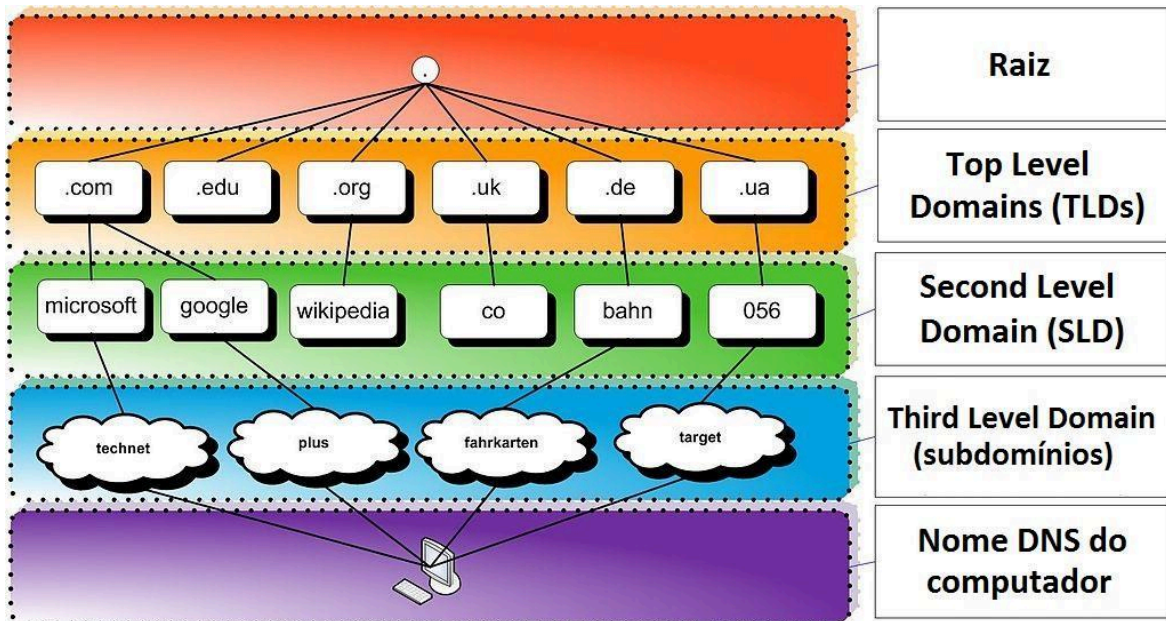 .
Raiz
.com .edu .org .uk .de .ua
Top Level
Domains (TLDs)
microsoft google wikipedia co bahn 056
Second Level
Domain (SLD)
technet plus fahrkarten target
Third Level Domain
(subdomínios)
Nome DNS do
computador